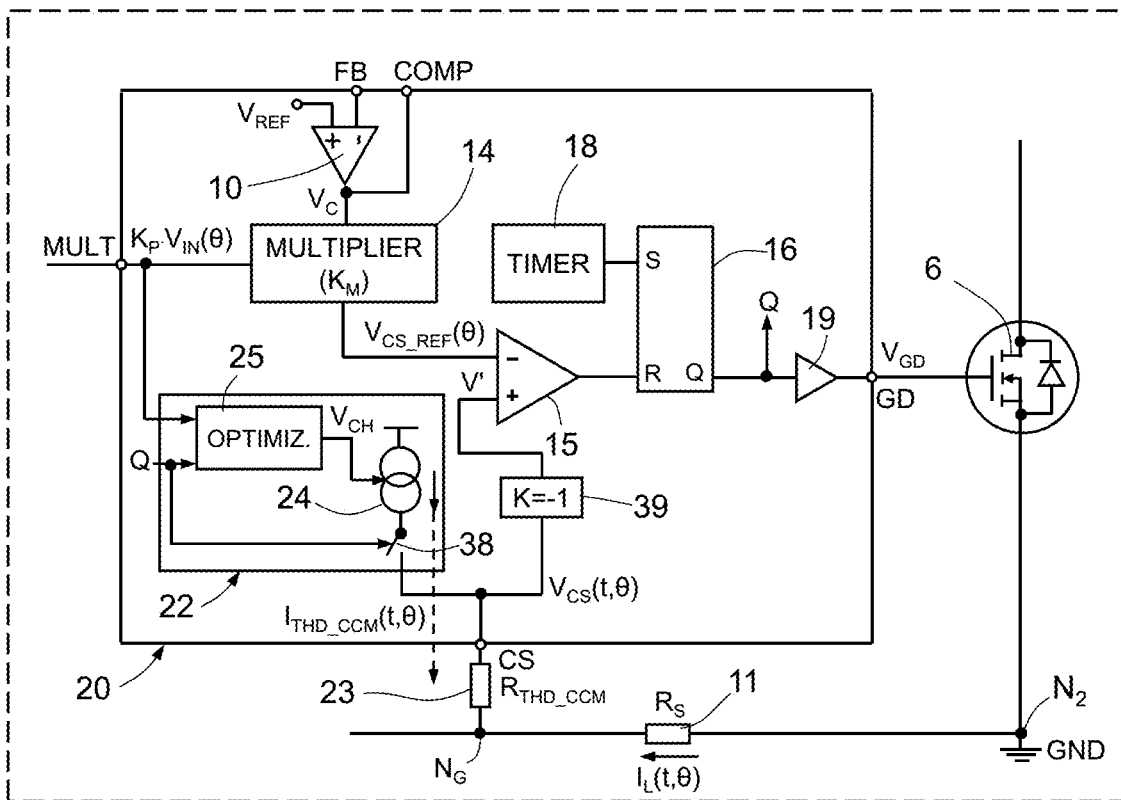 FB COMP
V_REF
+ -
10
V_C
14
18
MULT
K_P·V_IN(θ)
MULTIPLIER
(K_M)
TIMER
S
16
R Q
Q
19
6
V_GD
GD
V_CS_REF(θ)
-
V'
+
15
25
OPTIMIZ.
V_CH
Q
24
38
K=-1
39
22
I_THD_CCM(t,θ)
V_CS(t,θ)
20
CS
23
R_THD_CCM
11
R_S
N_2
N_G
I_L(t,θ)
GND